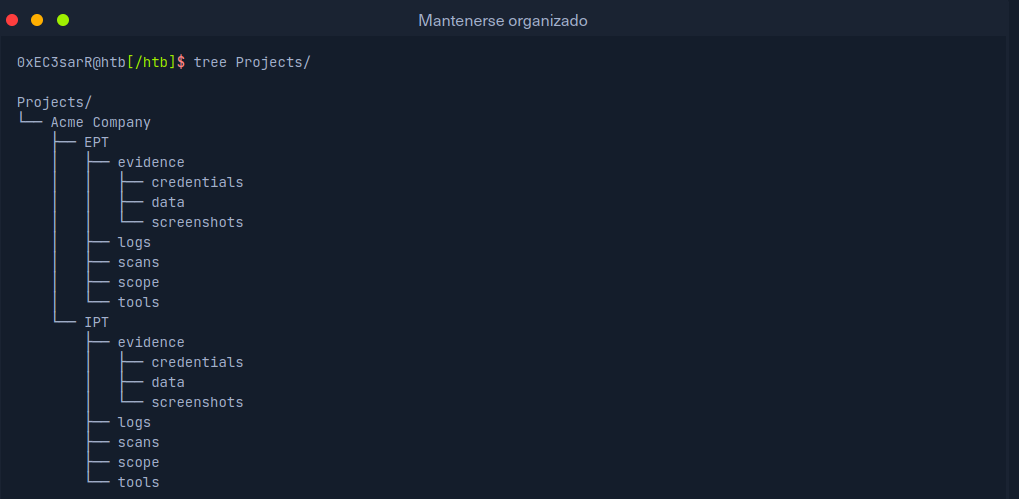 Mantenerse organizado
0xEC3sarR@htb[/htb]$ tree Projects/
Projects/
└── Acme Company
    ├── EPT
    │   ├── evidence
    │   │   ├── credentials
    │   │   ├── data
    │   │   └── screenshots
    │   ├── logs
    │   ├── scans
    │   ├── scope
    │   └── tools
    └── IPT
        ├── evidence
        │   ├── credentials
        │   ├── data
        │   └── screenshots
        ├── logs
        ├── scans
        ├── scope
        └── tools